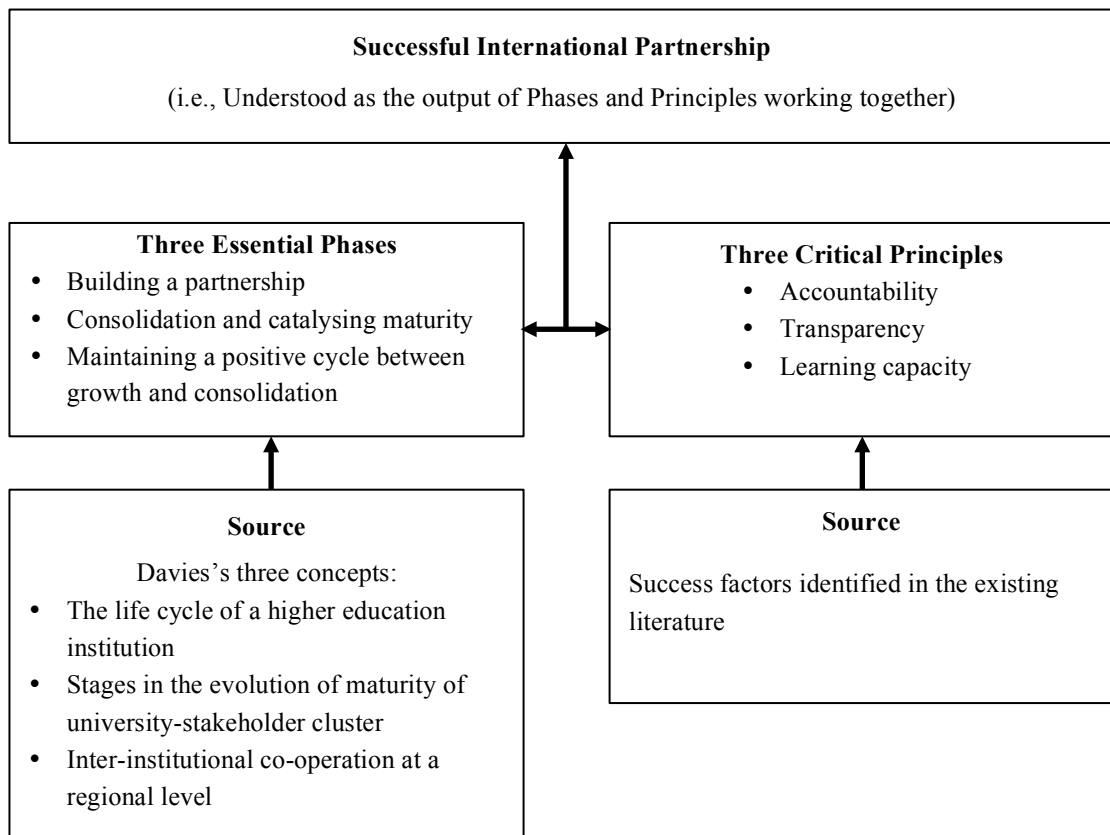 Successful International Partnership
(i.e., Understood as the output of Phases and Principles working together)
Three Essential Phases
• Building a partnership
• Consolidation and catalysing maturity
• Maintaining a positive cycle between
growth and consolidation
Three Critical Principles
• Accountability
• Transparency
• Learning capacity
Source
Davies's three concepts:
• The life cycle of a higher education
institution
• Stages in the evolution of maturity of
university-stakeholder cluster
• Inter-institutional co-operation at a
regional level
Source
Success factors identified in the existing
literature